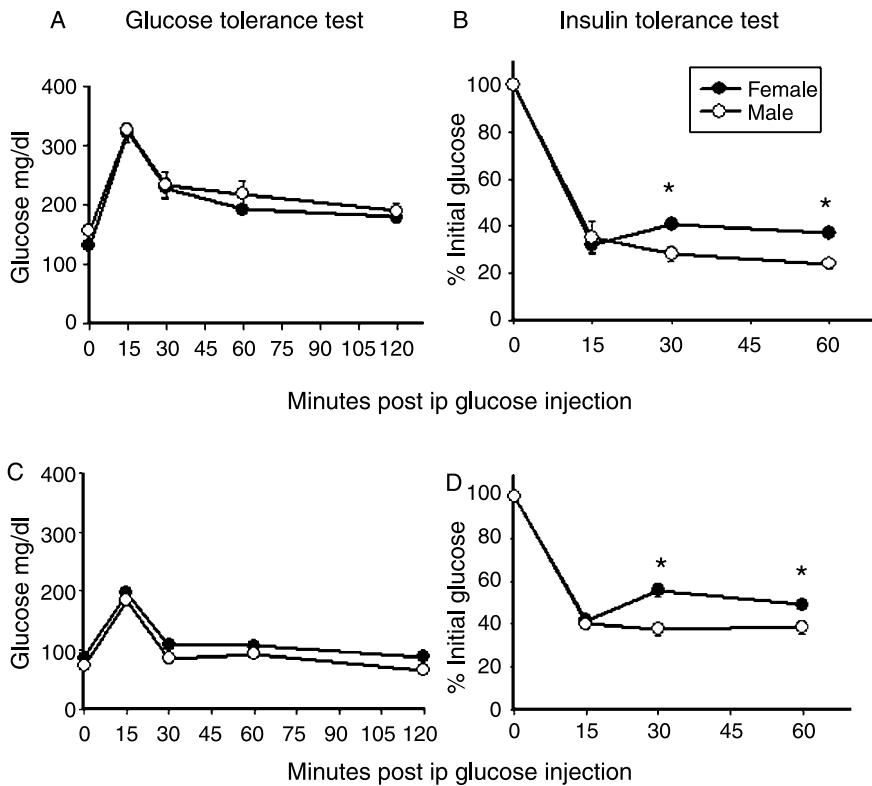 A Glucose tolerance test
Glucose mg/dl
400
300
200
100
0
0 15 30 45 60 75 90 105 120
B Insulin tolerance test
% Initial glucose
100
80
60
40
20
0
Female
Male
*
*
0 15 30 45 60
Minutes post ip glucose injection
C
Glucose mg/dl
400
300
200
100
0
0 15 30 45 60 75 90 105 120
D
% Initial glucose
100
80
60
40
20
0
*
*
0 15 30 45 60
Minutes post ip glucose injection